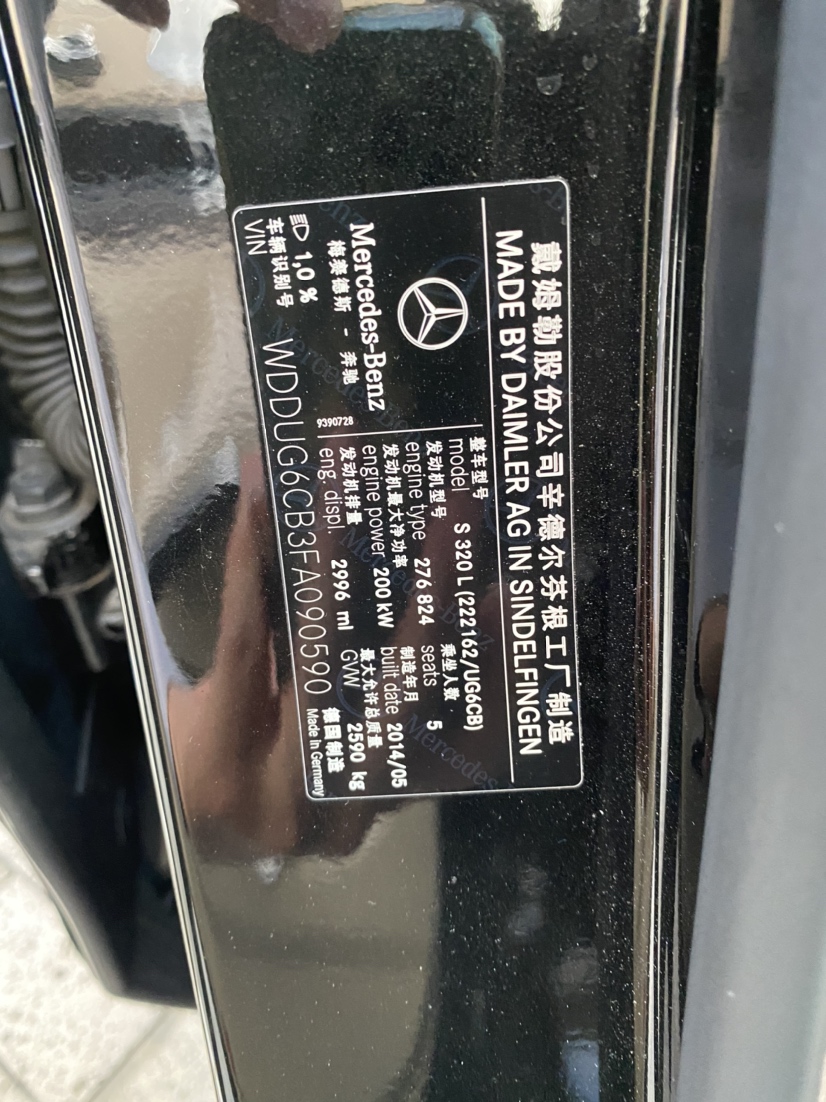 戴姆勒股份公司辛德尔芬根工厂制造
MADE BY DAIMLER AG IN SINDELFINGEN
Mercedes-Benz
梅赛德斯 - 奔驰
9390728
1,0 %
整车型号
model S 320 L (222162/UG6CB)
发动机型号 乘坐人数
engine type 276 824 seats 5
发动机最大净功率 制造年月
engine power 200 kW built date 2014/05
发动机排量 最大允许总质量
eng. displ. 2996 ml GVW 2590 kg
车辆识别号 德国制造
VIN WDDUG6CB3FA090590 Made in Germany